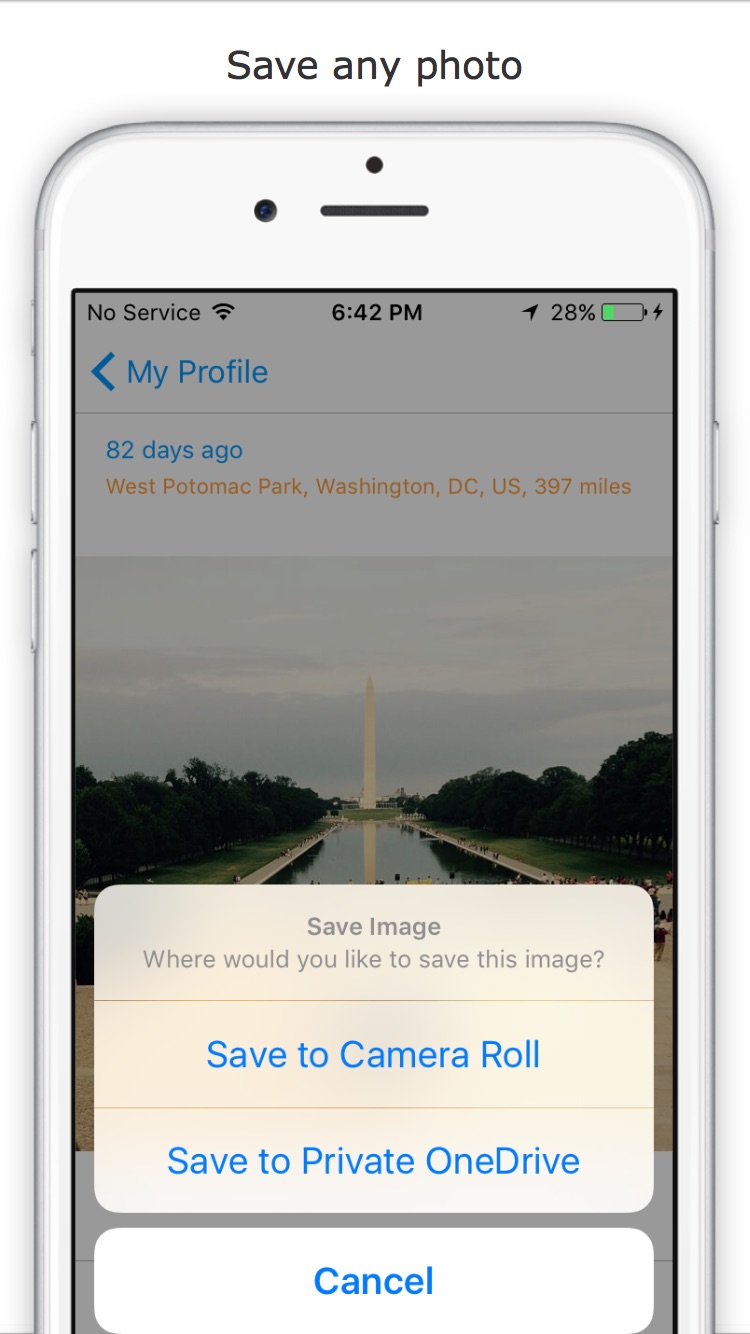 Save any photo
No Service 6:42 PM 28%
My Profile
82 days ago
West Potomac Park, Washington, DC, US, 397 miles
Save Image
Where would you like to save this image?
Save to Camera Roll
Save to Private OneDrive
Cancel